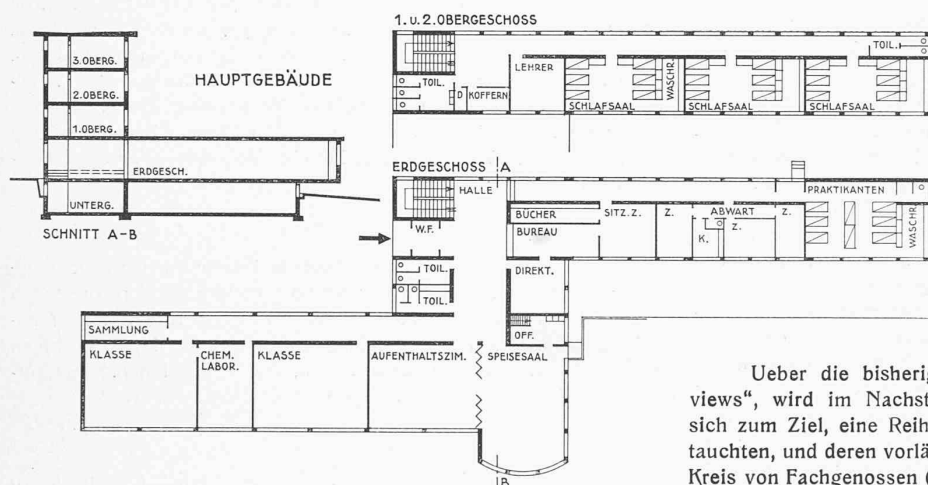 1. u. 2. OBERGESCHOSS
3. OBERG.
2. OBERG.
1. OBERG.
ERDGESCH.
UNTERG.
SCHNITT A-B
HAUPTGEBÄUDE
TOIL.
D
KOFFERN
LEHRER
SCHLAFSAAL
WASCHR.
SCHLAFSAAL
SCHLAFSAAL
TOIL.
ERDGESCHOSS
A
HALLE
W.F.
TOIL.
TOIL.
BÜCHER
BUREAU
SITZ.Z.
Z.
ABWART
K.
Z.
Z.
PRAKTIKANTEN
WASCHR.
DIREKT.
OFF.
SAMMLUNG
KLASSE
CHEM.
LABOR.
KLASSE
AUFENTHALTSZIM.
SPEISESAAL
B
Ueber die bisherig
views“, wird im Nachst
sich zum Ziel, eine Reih
tauchten, und deren vorlä
Kreis von Fachgenossen (